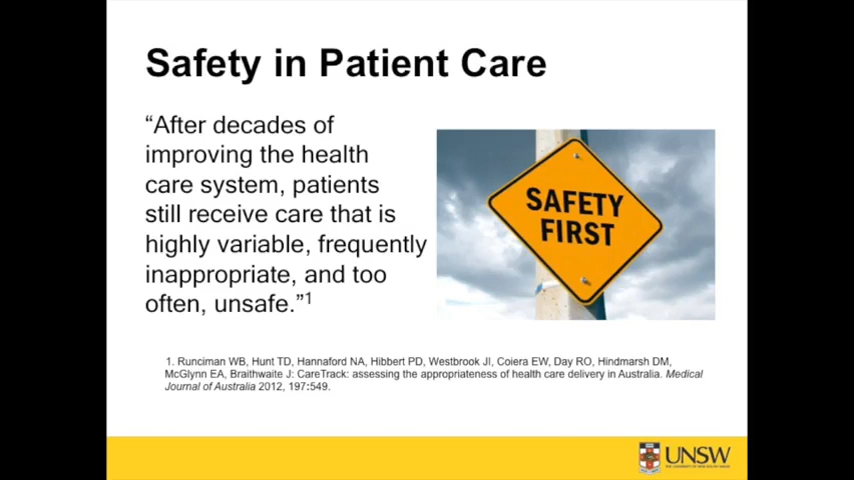 Safety in Patient Care
“After decades of
improving the health
care system, patients
still receive care that is
highly variable, frequently
inappropriate, and too
often, unsafe.”1
SAFETY
FIRST
1. Runciman WB, Hunt TD, Hannaford NA, Hibbert PD, Westbrook JI, Coiera EW, Day RO, Hindmarsh DM,
McGlynn EA, Braithwaite J: CareTrack: assessing the appropriateness of health care delivery in Australia. Medical
Journal of Australia 2012, 197:549.
UNSW